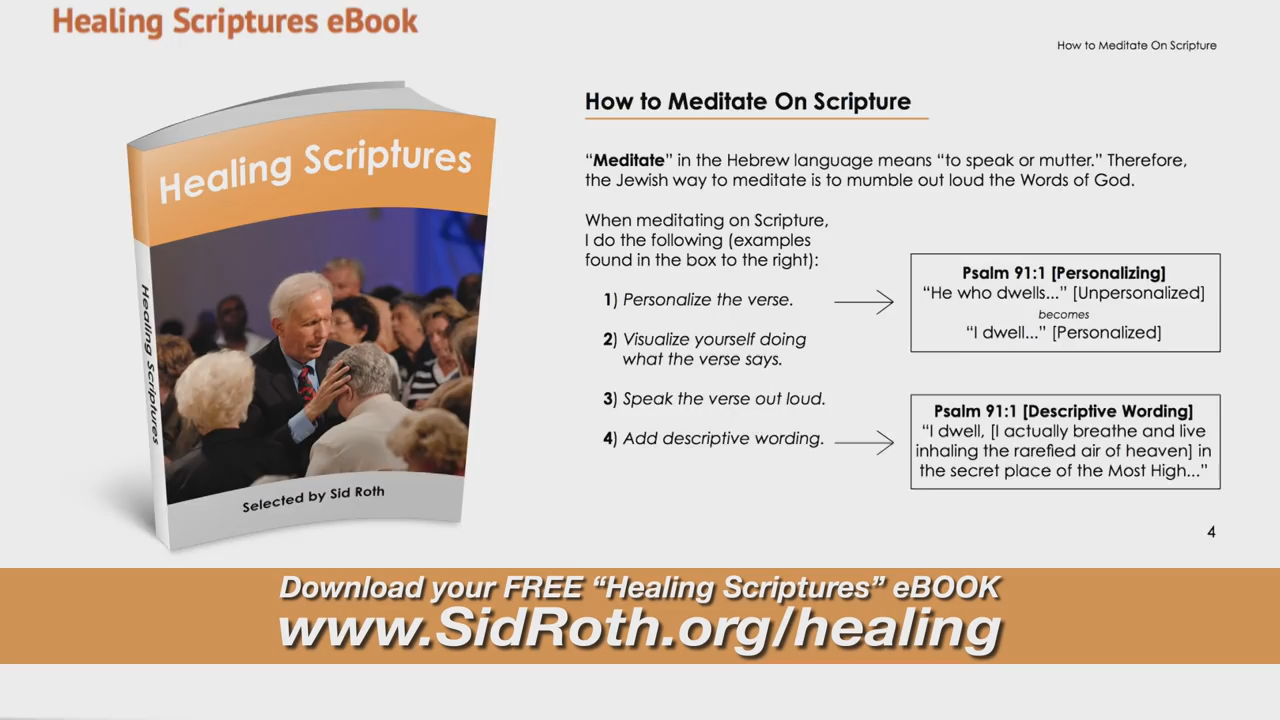 Healing Scriptures eBook
How to Meditate On Scripture
Healing Scriptures
Healing Scriptures
Selected by Sid Roth
How to Meditate On Scripture
“Meditate” in the Hebrew language means “to speak or mutter.” Therefore,
the Jewish way to meditate is to mumble out loud the Words of God.
When meditating on Scripture,
I do the following (examples
found in the box to the right):
1) Personalize the verse.
2) Visualize yourself doing
what the verse says.
3) Speak the verse out loud.
4) Add descriptive wording.
Psalm 91:1 [Personalizing]
“He who dwells...” [Unpersonalized]
becomes
“I dwell...” [Personalized]
Psalm 91:1 [Descriptive Wording]
“I dwell, [I actually breathe and live
inhaling the rarefied air of heaven] in
the secret place of the Most High...”
4
Download your FREE “Healing Scriptures” eBOOK
www.SidRoth.org/healing